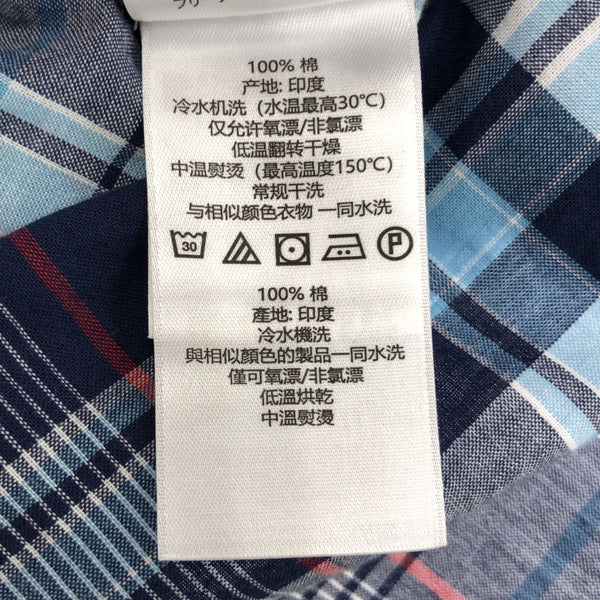 100% 棉
产地: 印度
冷水机洗 (水温最高30℃)
仅允许氧漂/非氯漂
低温翻转干燥
中温熨烫 (最高温度150℃)
常规干洗
与相似颜色衣物 一同水洗
30 P
100% 棉
產地: 印度
冷水機洗
與相似顏色的製品一同水洗
僅可氧漂/非氯漂
低溫烘乾
中溫熨燙